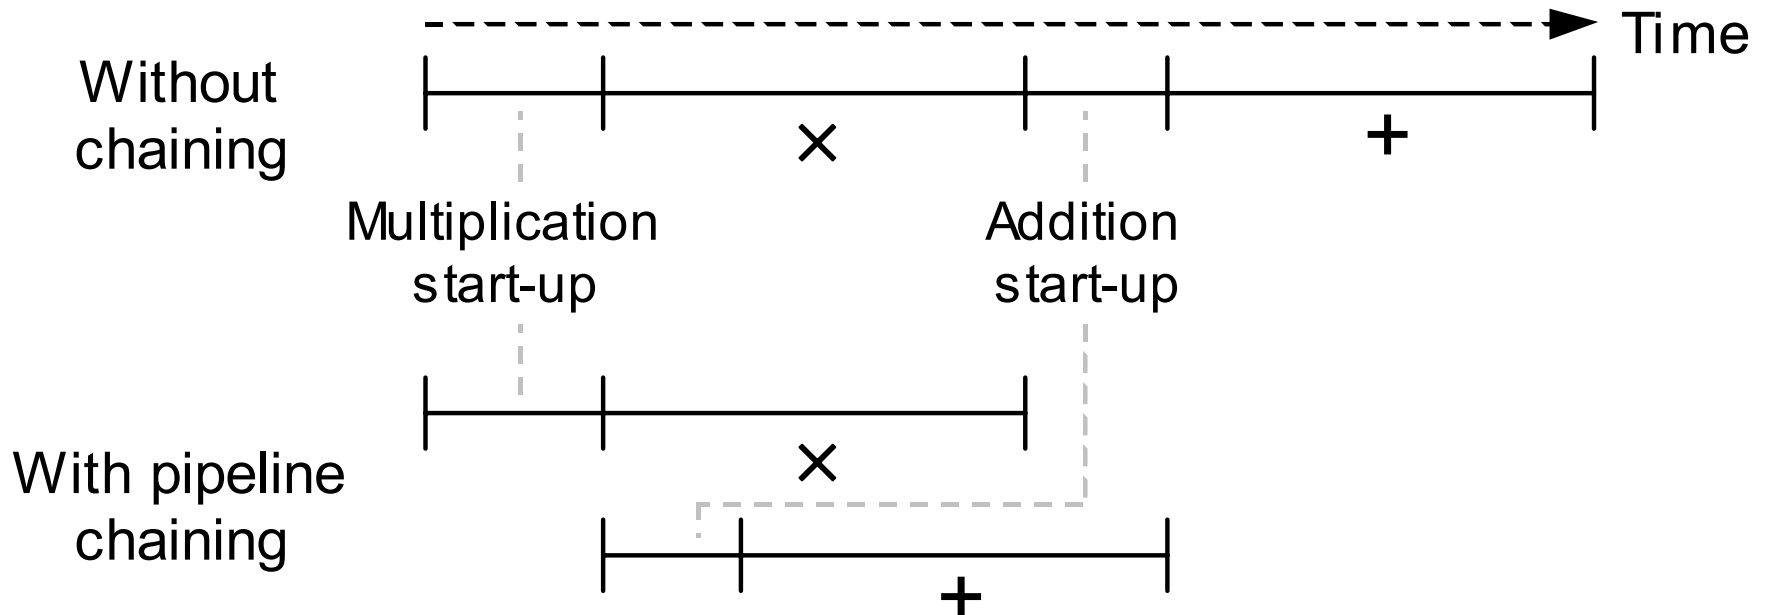 Time
Without
chaining
×
+
Multiplication
start-up
Addition
start-up
×
With pipeline
chaining
+